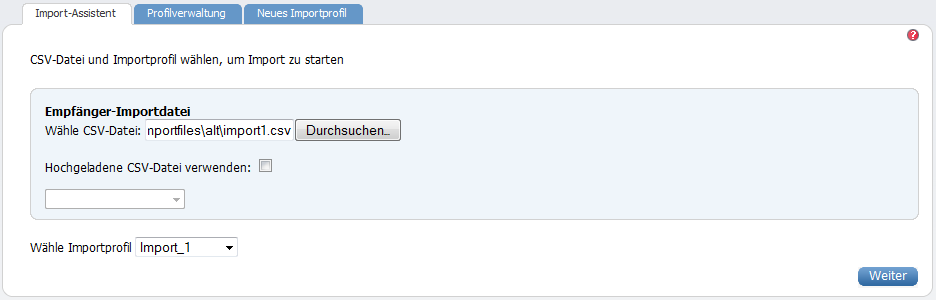 Import-Assistent Profilverwaltung Neues Importprofil
?
CSV-Datei und Importprofil wählen, um Import zu starten
Empfänger-Importdatei
Wähle CSV-Datei: nportfiles\alt\import1.csv Durchsuchen...
Hochgeladene CSV-Datei verwenden:
Wähle Importprofil Import_1
Weiter